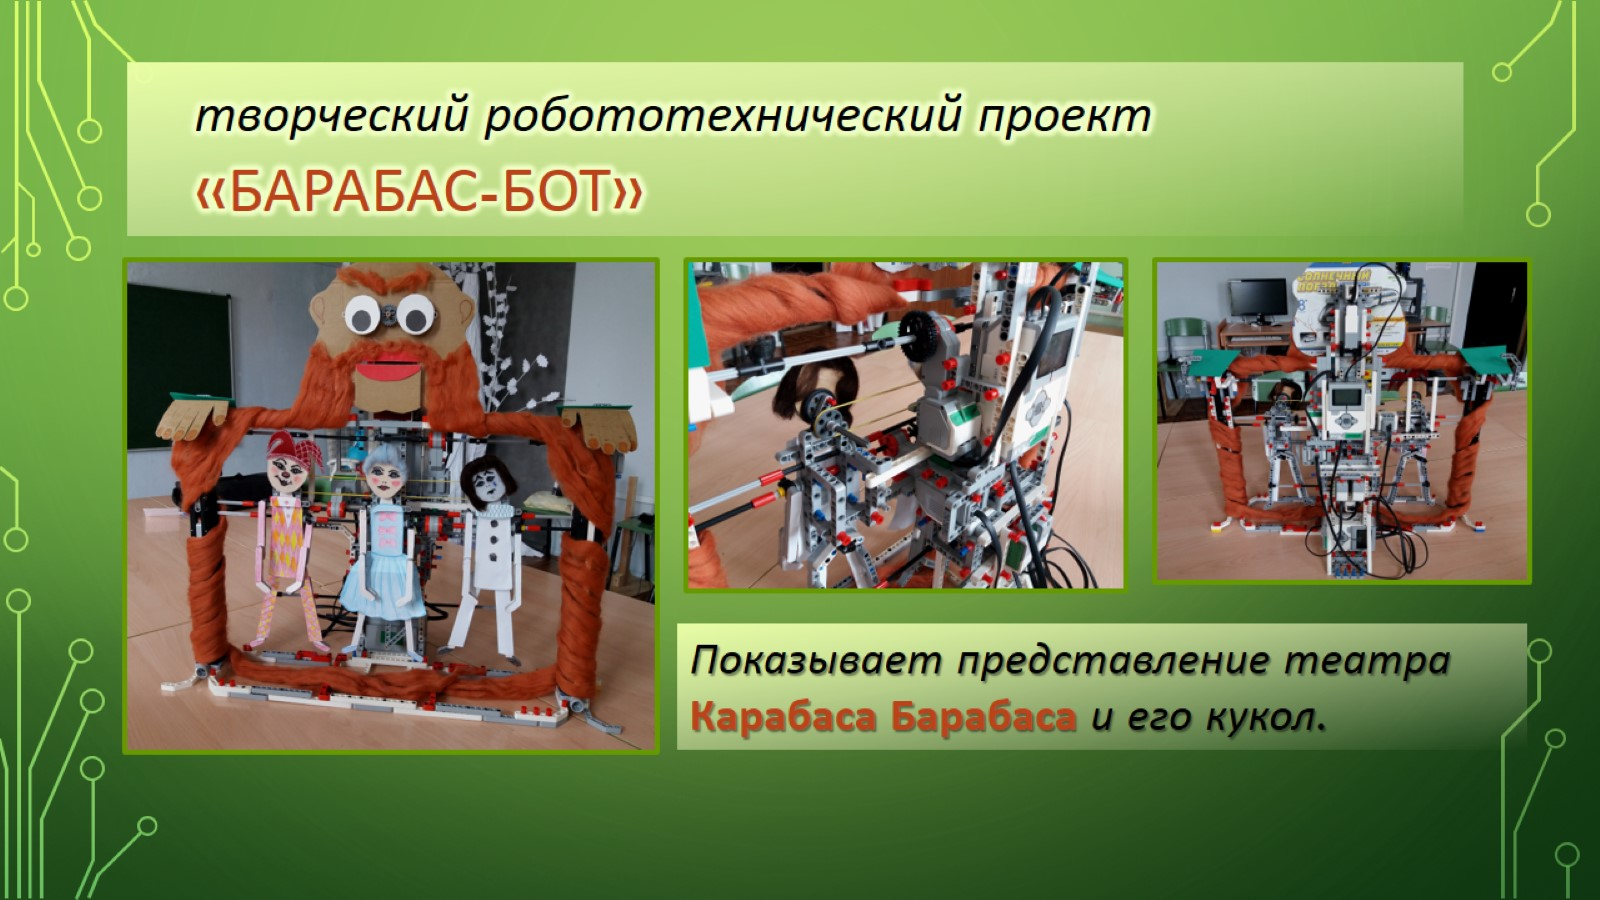 творческий робототехнический проект
«БАРАБАС-БОТ»
Показывает представление театра
Карабаса Барабаса и его кукол.